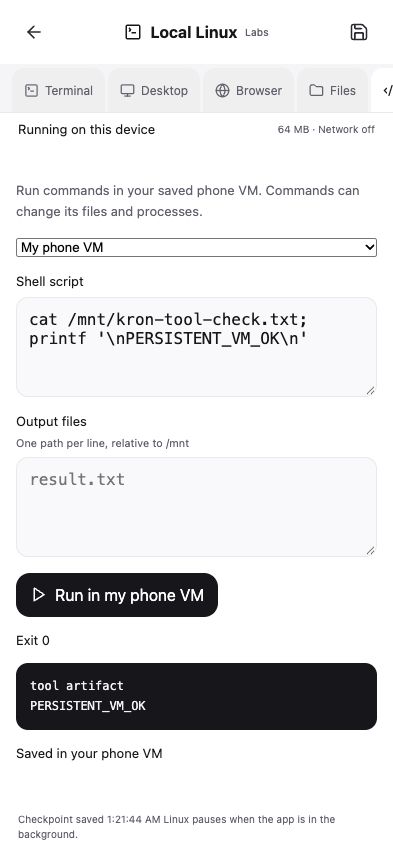 Local Linux Labs
Terminal Desktop Browser Files </
Running on this device 64 MB · Network off
Run commands in your saved phone VM. Commands can
change its files and processes.
My phone VM
Shell script
cat /mnt/kron-tool-check.txt;
printf '\nPERSISTENT_VM_OK\n'
Output files
One path per line, relative to /mnt
result.txt
Run in my phone VM
Exit 0
tool artifact
PERSISTENT_VM_OK
Saved in your phone VM
Checkpoint saved 1:21:44 AM Linux pauses when the app is in the
background.